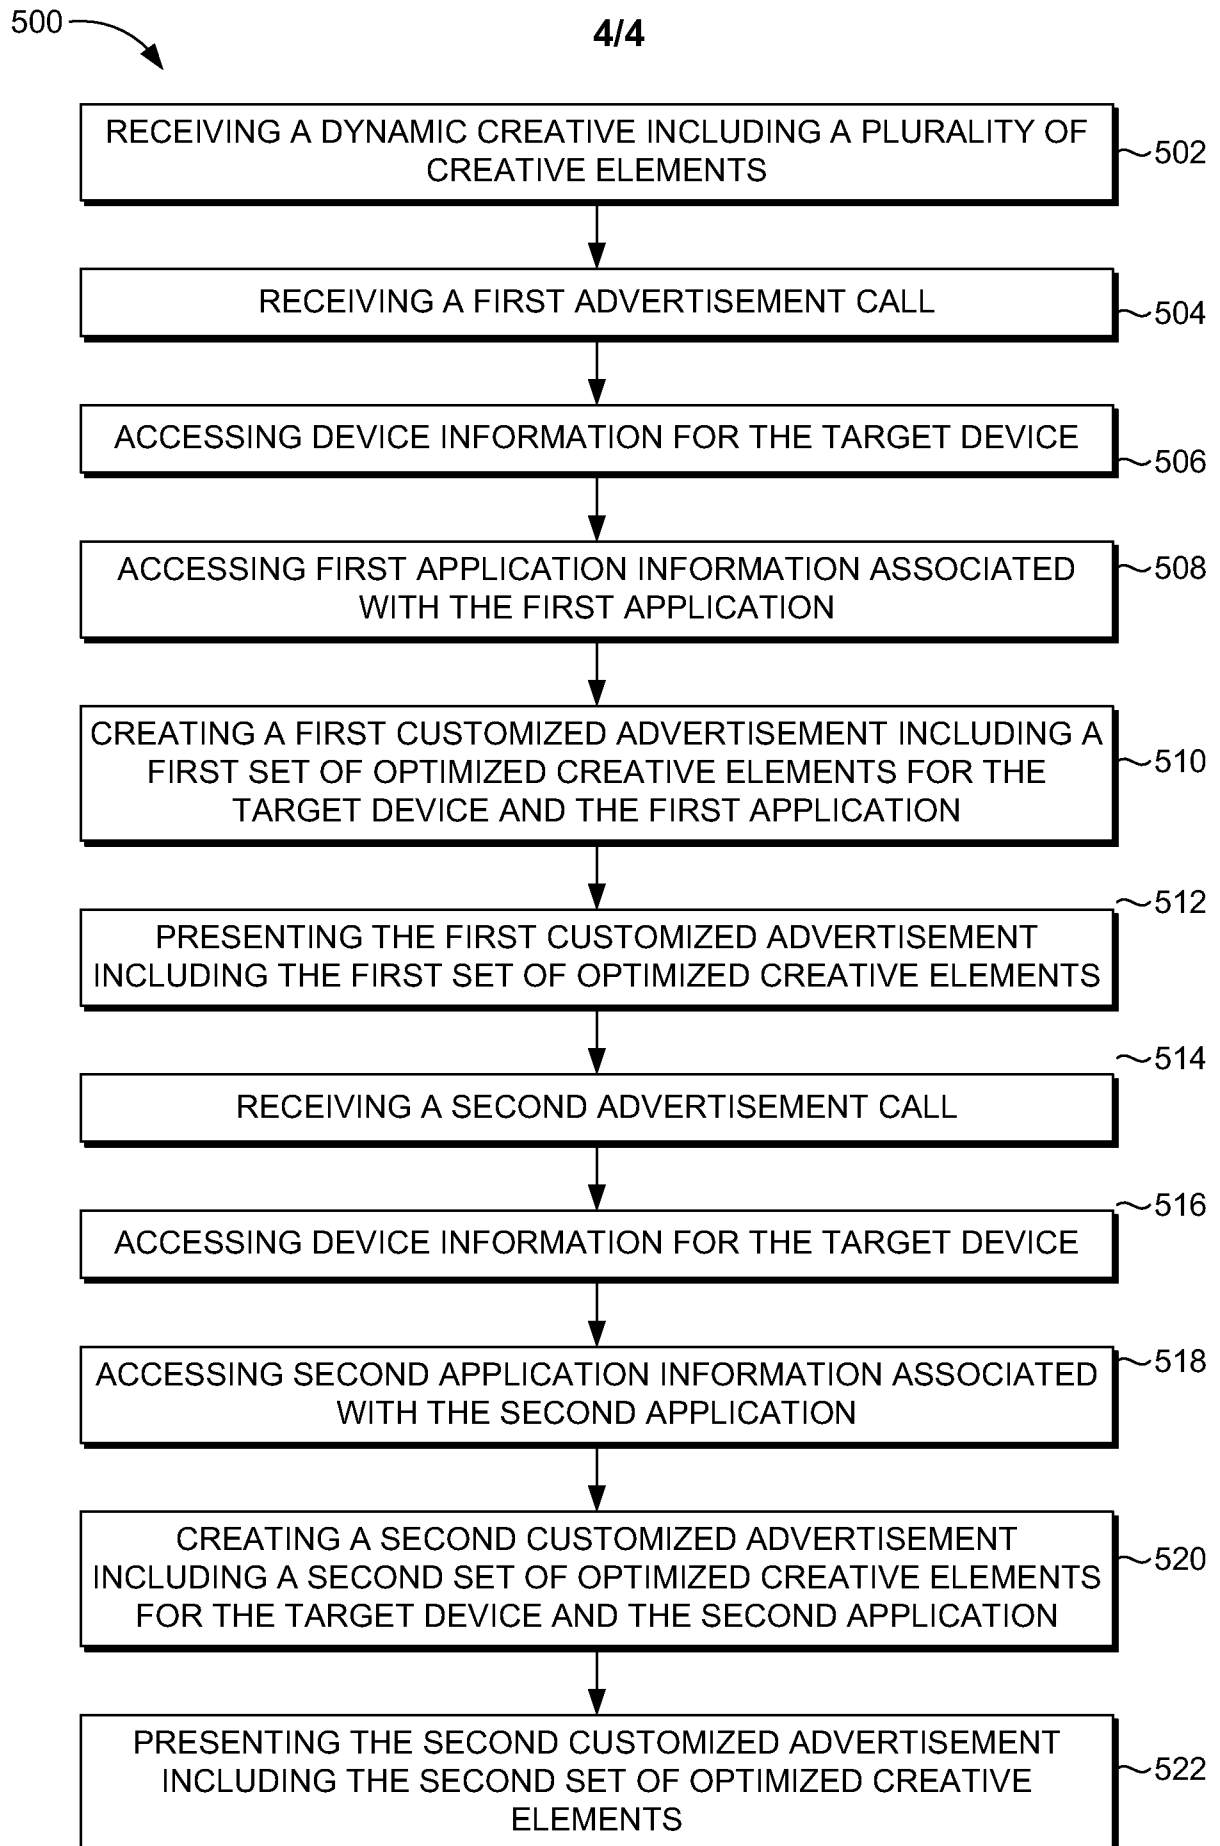 500
4/4
RECEIVING A DYNAMIC CREATIVE INCLUDING A PLURALITY OF
CREATIVE ELEMENTS
502
RECEIVING A FIRST ADVERTISEMENT CALL
504
ACCESSING DEVICE INFORMATION FOR THE TARGET DEVICE
506
ACCESSING FIRST APPLICATION INFORMATION ASSOCIATED
WITH THE FIRST APPLICATION
508
CREATING A FIRST CUSTOMIZED ADVERTISEMENT INCLUDING A
FIRST SET OF OPTIMIZED CREATIVE ELEMENTS FOR THE
TARGET DEVICE AND THE FIRST APPLICATION
510
512
PRESENTING THE FIRST CUSTOMIZED ADVERTISEMENT
INCLUDING THE FIRST SET OF OPTIMIZED CREATIVE ELEMENTS
514
RECEIVING A SECOND ADVERTISEMENT CALL
516
ACCESSING DEVICE INFORMATION FOR THE TARGET DEVICE
518
ACCESSING SECOND APPLICATION INFORMATION ASSOCIATED
WITH THE SECOND APPLICATION
CREATING A SECOND CUSTOMIZED ADVERTISEMENT
INCLUDING A SECOND SET OF OPTIMIZED CREATIVE ELEMENTS
FOR THE TARGET DEVICE AND THE SECOND APPLICATION
520
PRESENTING THE SECOND CUSTOMIZED ADVERTISEMENT
INCLUDING THE SECOND SET OF OPTIMIZED CREATIVE
ELEMENTS
522